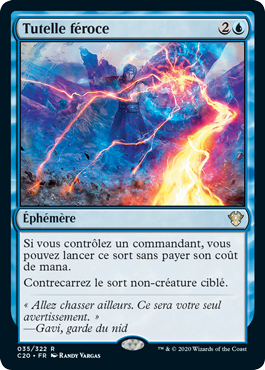 Tutelle féroce 2
Éphémère
Si vous contrôlez un commandant, vous
pouvez lancer ce sort sans payer son coût
de mana.
Contrecarrez le sort non-créature ciblé.
« Allez chasser ailleurs. Ce sera votre seul
avertissement. »
—Gavi, garde du nid
035/322 R
C20 • FR Randy Vargas
™ & © 2020 Wizards of the Coast